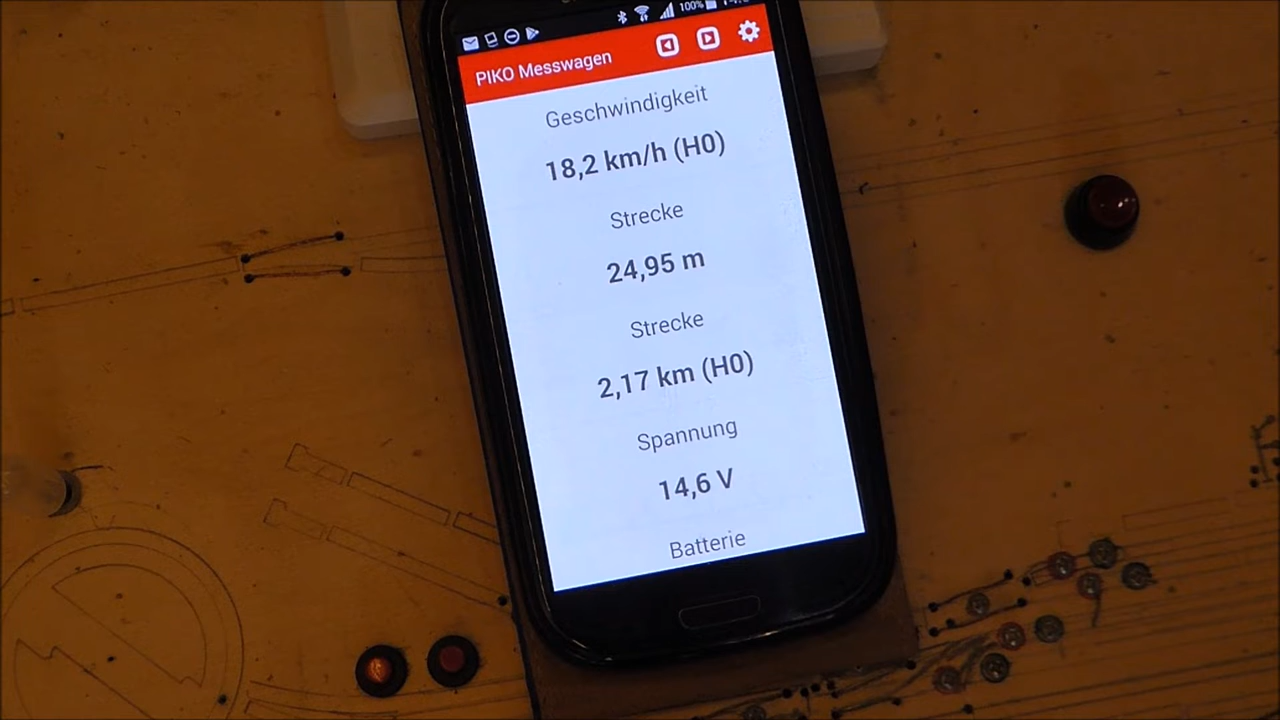 100%
PIKO Messwagen
Geschwindigkeit
18,2 km/h (H0)
Strecke
24,95 m
Strecke
2,17 km (H0)
Spannung
14,6 V
Batterie